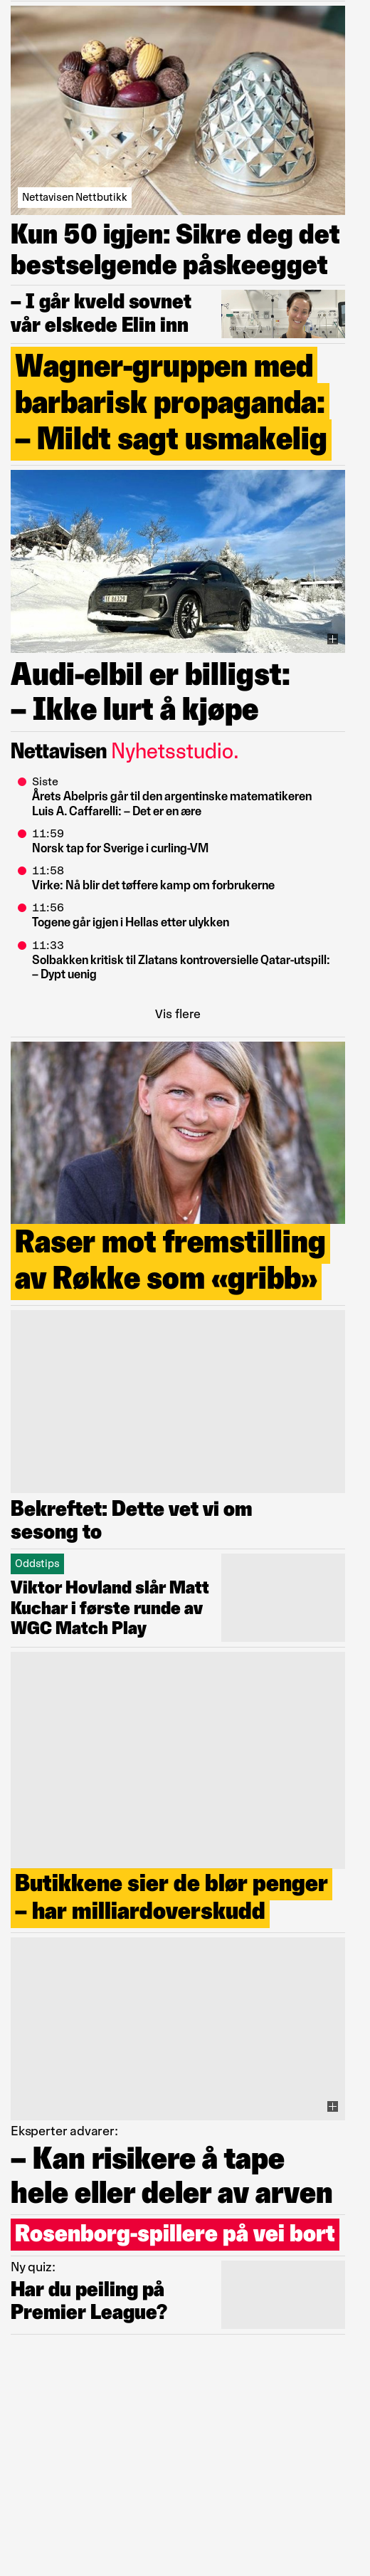 Nettavisen Nettbutikk
Kun 50 igjen: Sikre deg det
bestselgende påskeegget
– I går kveld sovnet
vår elskede Elin inn
Wagner-gruppen med
barbarisk propaganda:
– Mildt sagt usmakelig
Audi-elbil er billigst:
– Ikke lurt å kjøpe
Nettavisen Nyhetsstudio.
Siste
Årets Abelpris går til den argentinske matematikeren
Luis A. Caffarelli: – Det er en ære
11:59
Norsk tap for Sverige i curling-VM
11:58
Virke: Nå blir det tøffere kamp om forbrukerne
11:56
Togene går igjen i Hellas etter ulykken
11:33
Solbakken kritisk til Zlatans kontroversielle Qatar-utspill:
– Dypt uenig
Vis flere
Raser mot fremstilling
av Røkke som «gribb»
Bekreftet: Dette vet vi om
sesong to
Oddstips
Viktor Hovland slår Matt
Kuchar i første runde av
WGC Match Play
Butikkene sier de blør penger
– har milliardoverskudd
Eksperter advarer:
– Kan risikere å tape
hele eller deler av arven
Rosenborg-spillere på vei bort
Ny quiz:
Har du peiling på
Premier League?